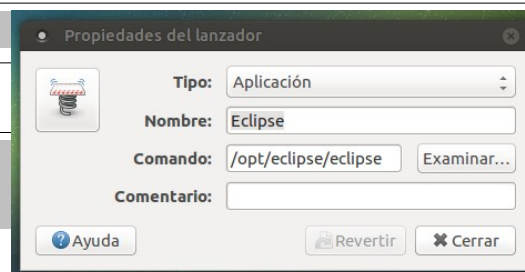 Propiedades del lanzador
Tipo: Aplicación
Nombre: Eclipse
Comando: /opt/eclipse/eclipse Examinar...
Comentario:
Ayuda Revertir Cerrar